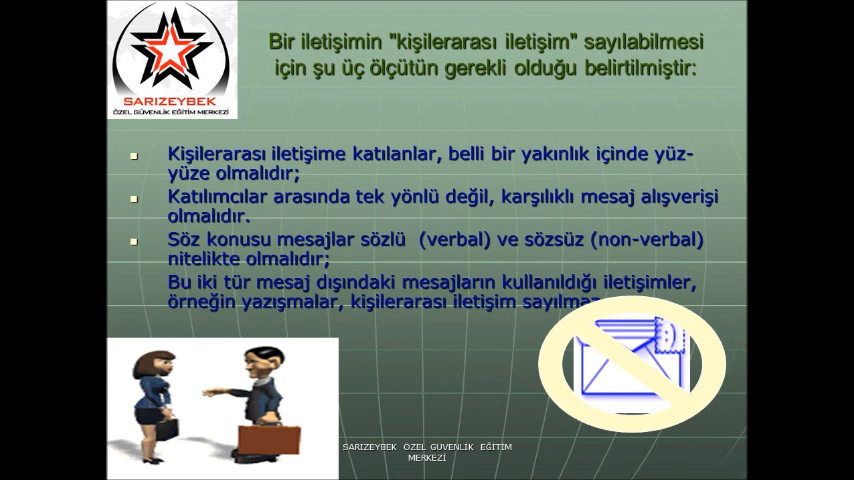 Bir iletişimin "kişilerarası iletişim" sayılabilmesi
için şu üç ölçütün gerekli olduğu belirtilmiştir:
SARIZEYBEK
ÖZEL GÜVENLİK EĞİTİM MERKEZİ
Kişilerarası iletişime katılanlar, belli bir yakınlık içinde yüz-
yüze olmalıdır;
Katılımcılar arasında tek yönlü değil, karşılıklı mesaj alışverişi
olmalıdır.
Söz konusu mesajlar sözlü (verbal) ve sözsüz (non-verbal)
nitelikte olmalıdır;
Bu iki tür mesaj dışındaki mesajların kullanıldığı iletişimler,
örneğin yazışmalar, kişilerarası iletişim sayılmaz
SARIZEYBEK ÖZEL GÜVENLİK EĞİTİM
MERKEZİ